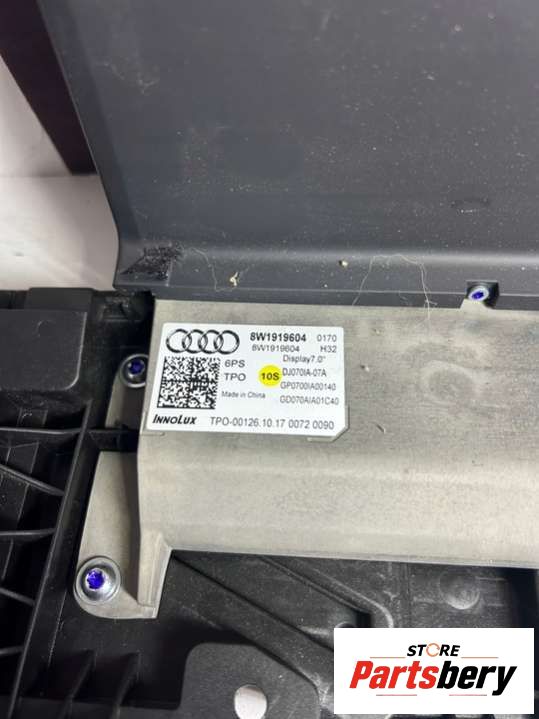 8W1919604 0170
8W1919604 H32
Display7.0"
6PS
TPO
10S
DJ070IA-07A
GP0700IA00140
Made in China
GD070AIA01C40
INNOLUX TPO-00126.10.17 0072 0090
STORE
Partsbery